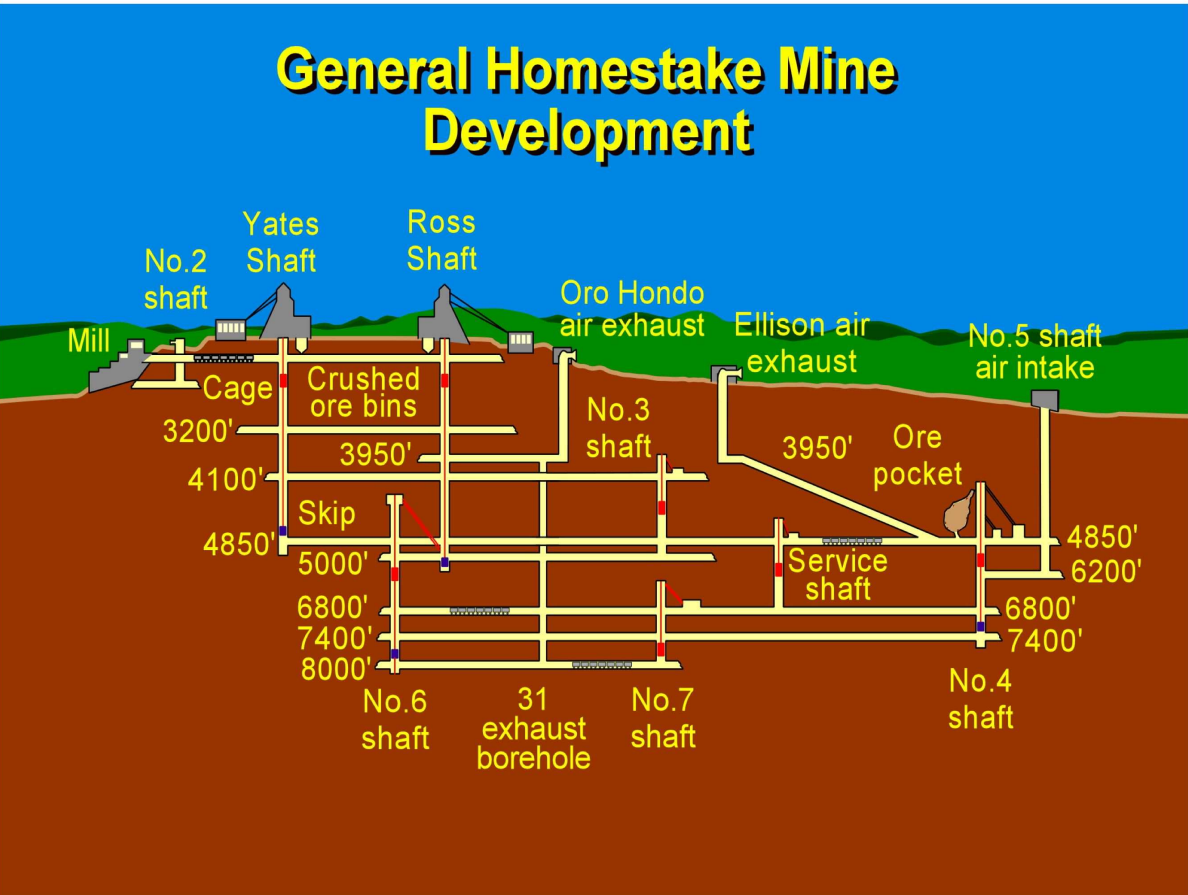 General Homestake Mine
Development
Yates
Shaft
Ross
Shaft
No.2
shaft
Mill
Oro Hondo
air exhaust
Ellison air
exhaust
No.5 shaft
air intake
Cage
Crushed
ore bins
No.3
shaft
3200'
3950'
4100'
3950'
Ore
pocket
Skip
4850'
5000'
Service
shaft
4850'
6200'
6800'
7400'
8000'
6800'
7400'
No.6
shaft
31
exhaust
borehole
No.7
shaft
No.4
shaft